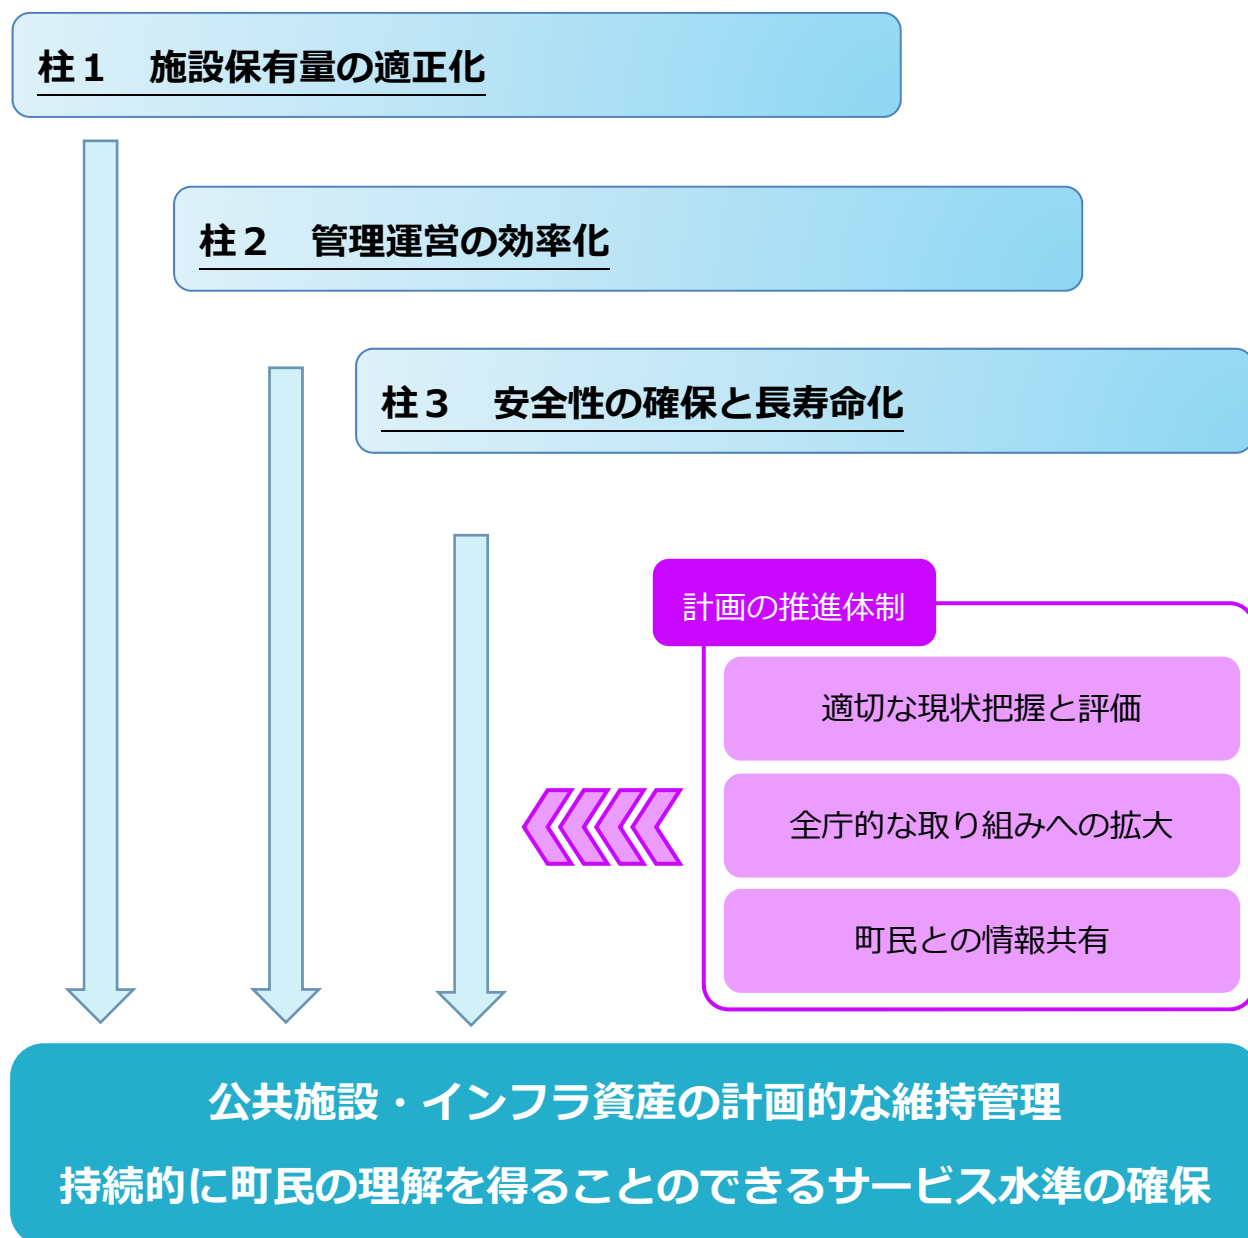 柱１　施設保有量の適正化
柱２　管理運営の効率化
柱３　安全性の確保と長寿命化
計画の推進体制
適切な現状把握と評価
全庁的な取り組みへの拡大
町民との情報共有
公共施設・インフラ資産の計画的な維持管理
持続的に町民の理解を得ることのできるサービス水準の確保